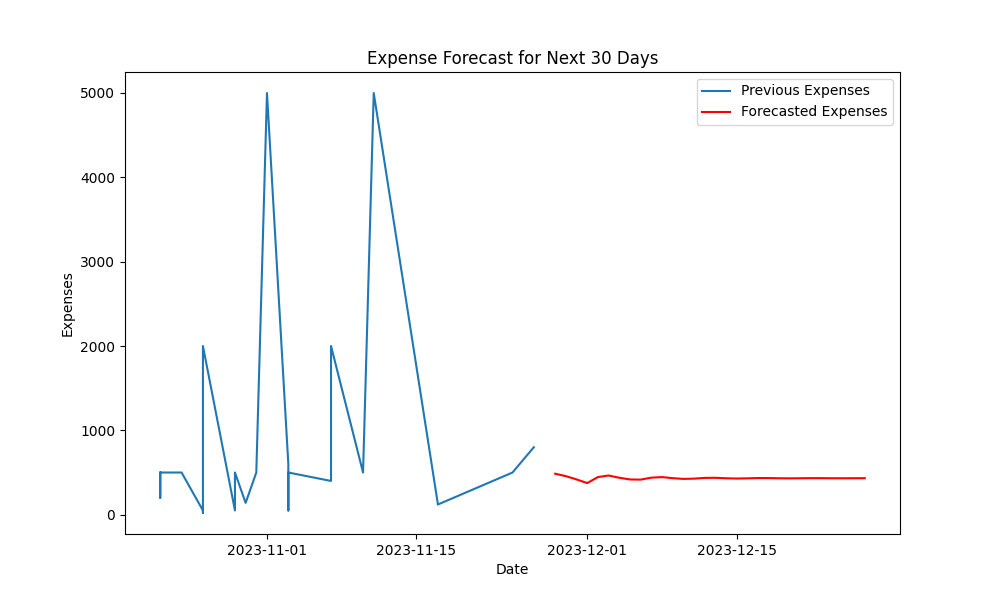 Expense Forecast for Next 30 Days
Previous Expenses
Forecasted Expenses
5000
4000
3000
2000
1000
0
Expenses
2023-11-01
2023-11-15
2023-12-01
2023-12-15
Date